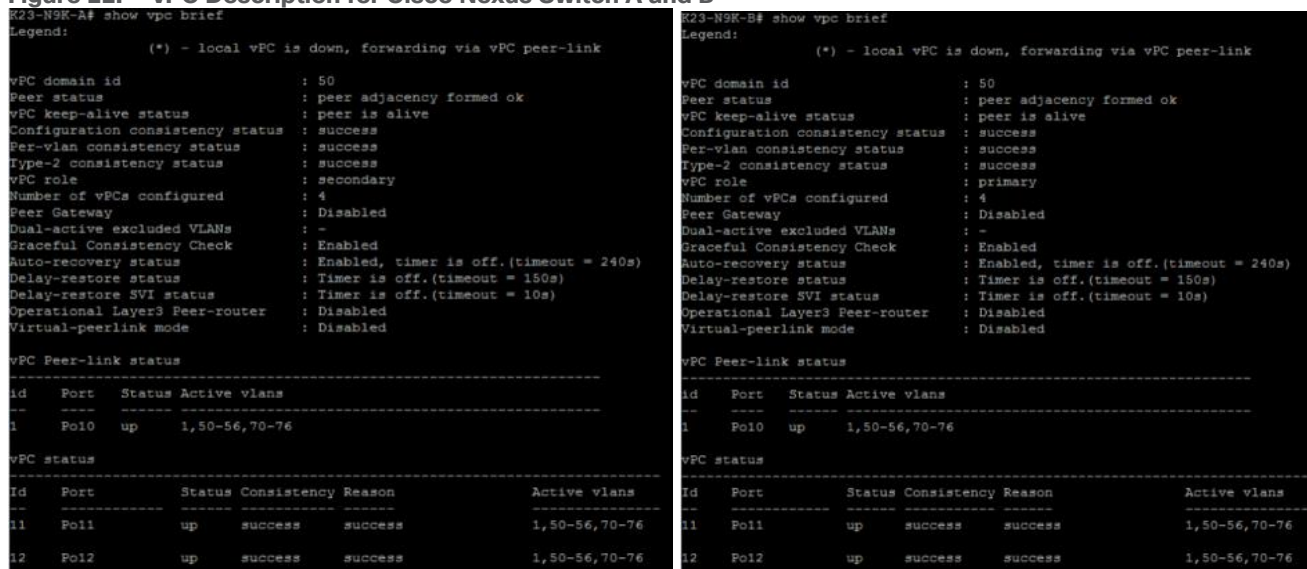 Figure 22. vPC Description for Cisco Nexus Switch A and B
K23-N9K-A# show vpc brief
Legend:
(*) - local vPC is down, forwarding via vPC peer-link
vPC domain id : 50
Peer status : peer adjacency formed ok
vPC keep-alive status : peer is alive
Configuration consistency status : success
Per-vlan consistency status : success
Type-2 consistency status : success
vPC role : secondary
Number of vPCs configured : 4
Peer Gateway : Disabled
Dual-active excluded VLANs : -
Graceful Consistency Check : Enabled
Auto-recovery status : Enabled, timer is off.(timeout = 240s)
Delay-restore status : Timer is off.(timeout = 150s)
Delay-restore SVI status : Timer is off.(timeout = 10s)
Operational Layer3 Peer-router : Disabled
Virtual-peerlink mode : Disabled
vPC Peer-link status
---------------------------------------------------------------------
id Port Status Active vlans
-- ---- ------ -------------------------------------------------
1 Po10 up 1,50-56,70-76
vPC status
----------------------------------------------------------------------------
Id Port Status Consistency Reason Active vlans
-- ------------ ------ ----------- ------ ---------------
11 Po11 up success success 1,50-56,70-76
12 Po12 up success success 1,50-56,70-76
K23-N9K-B# show vpc brief
Legend:
(*) - local vPC is down, forwarding via vPC peer-link
vPC domain id : 50
Peer status : peer adjacency formed ok
vPC keep-alive status : peer is alive
Configuration consistency status : success
Per-vlan consistency status : success
Type-2 consistency status : success
vPC role : primary
Number of vPCs configured : 4
Peer Gateway : Disabled
Dual-active excluded VLANs : -
Graceful Consistency Check : Enabled
Auto-recovery status : Enabled, timer is off.(timeout = 240s)
Delay-restore status : Timer is off.(timeout = 150s)
Delay-restore SVI status : Timer is off.(timeout = 10s)
Operational Layer3 Peer-router : Disabled
Virtual-peerlink mode : Disabled
vPC Peer-link status
---------------------------------------------------------------------
id Port Status Active vlans
-- ---- ------ -------------------------------------------------
1 Po10 up 1,50-56,70-76
vPC status
----------------------------------------------------------------------------
Id Port Status Consistency Reason Active vlans
-- ------------ ------ ----------- ------ ---------------
11 Po11 up success success 1,50-56,70-76
12 Po12 up success success 1,50-56,70-76